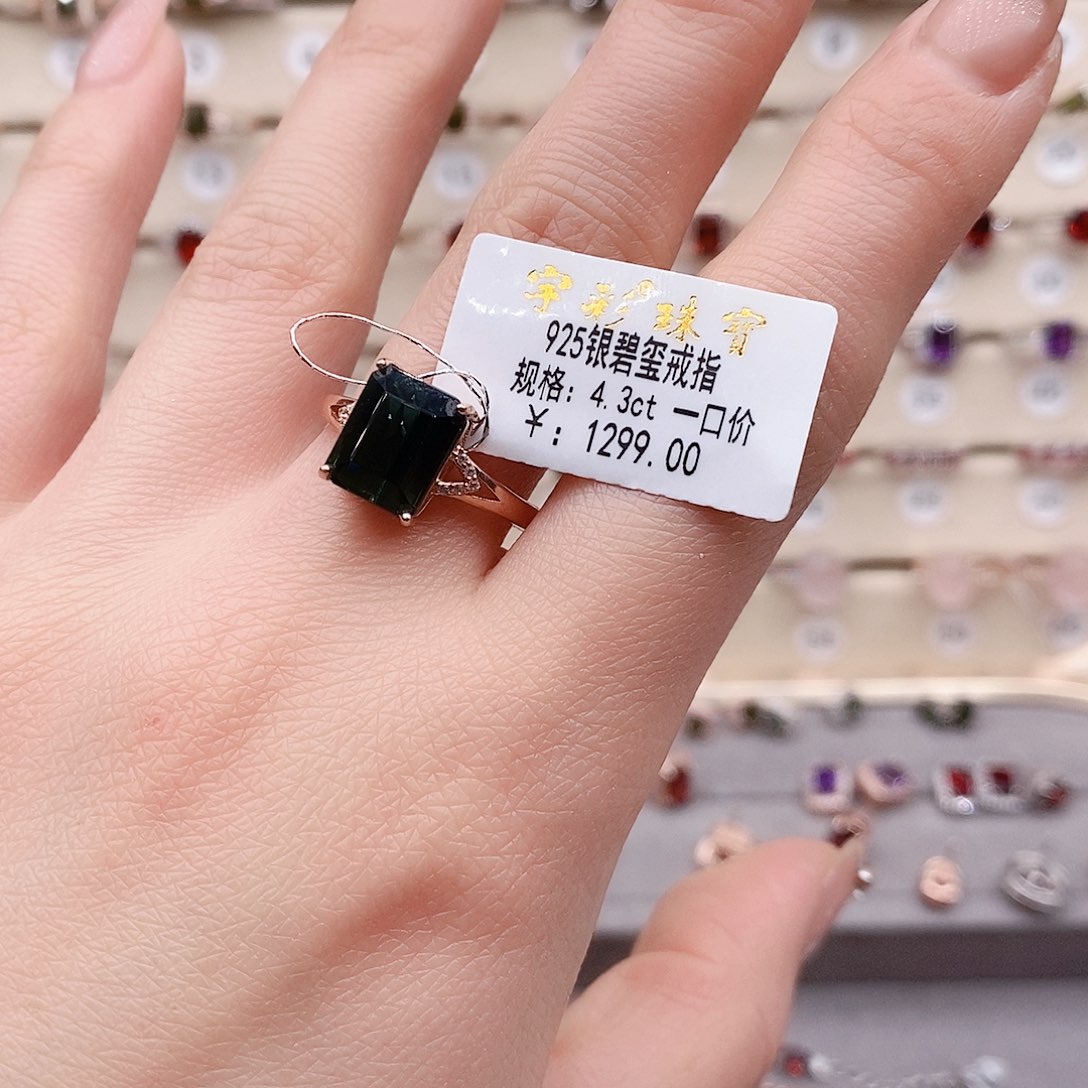 宇彩珠寶
925银碧玺戒指
规格: 4.3ct 一口价
￥: 1299.00